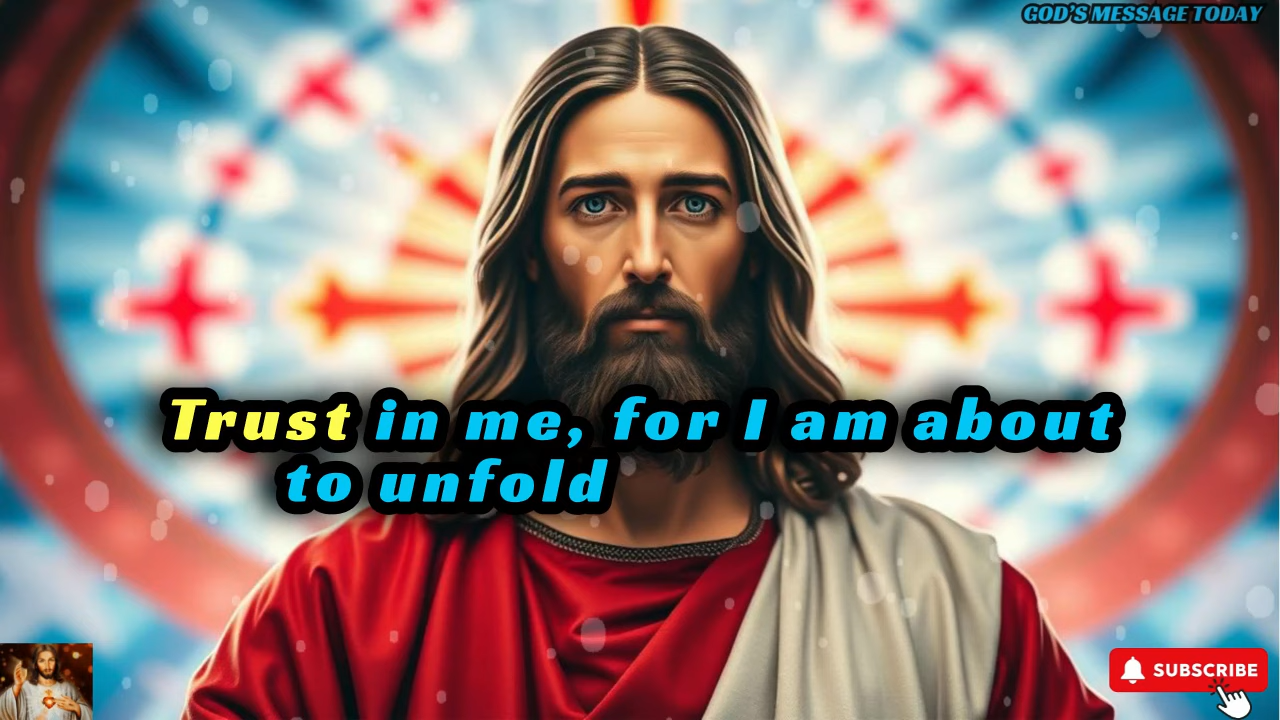 GOD'S MESSAGE TODAY
Trust in me, for I am about
to unfold
SUBSCRIBE